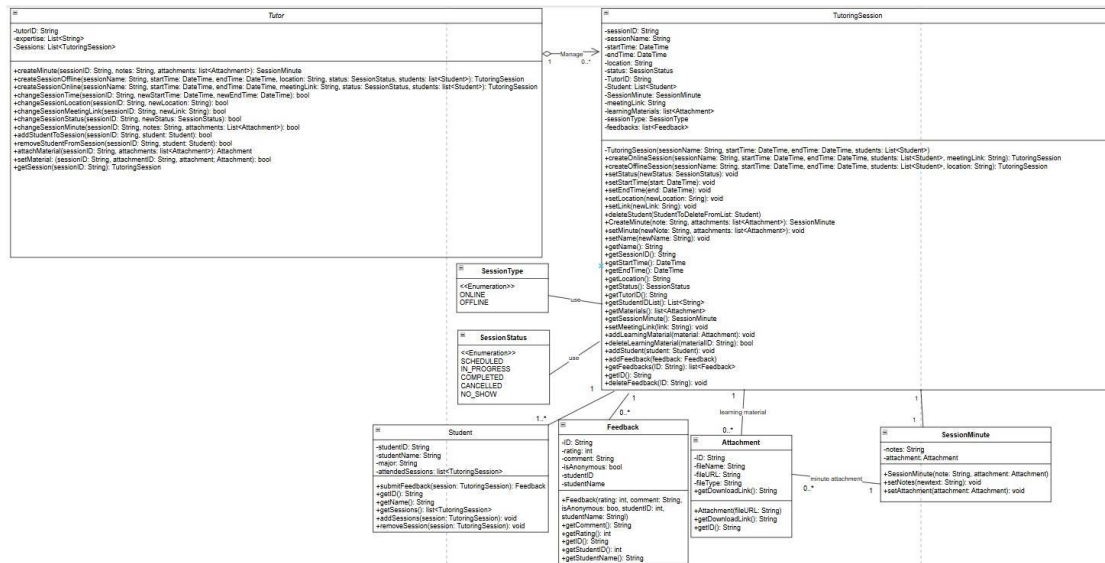 Tutor
-tutorID: String
-expertise: List<String>
-Sessions: List<TutoringSession>
+createMinute(sessionID: String, notes: String, attachments: list<Attachment>): SessionMinute
+createSessionOffline(sessionName: String, startTime: DateTime, endTime: DateTime, location: String, status: SessionStatus, students: list<Student>): TutoringSession
+createSessionOnline(sessionName: String, startTime: DateTime, endTime: DateTime, meetingLink: String, status: SessionStatus, students: list<Student>): TutoringSession
+changeSessionTime(sessionID: String, newStartTime: DateTime, newEndTime: DateTime): bool
+changeSessionLocation(sessionID: String, newLocation: String): bool
+changeSessionMeetingLink(sessionID: String, newLink: String): bool
+changeSessionStatus(sessionID: String, newStatus: SessionStatus): bool
+changeSessionMinute(sessionID: String, notes: String, attachments: List<Attachment>): bool
+addStudentToSession(sessionID: String, student: Student): bool
+removeStudentFromSession(sessionID: String, student: Student): bool
+attachMaterial(sessionID: String, attachments: list<Attachment>): Attachment
+setMaterial: (sessionID: String, attachmentID: String, attachment: Attachment): bool
+getSession(sessionID: String): TutoringSession
Manage
1
0..*
TutoringSession
-sessionID: String
-sessionName: String
-startTime: DateTime
-endTime: DateTime
-location: String
-status: SessionStatus
-TutorID: String
-Student: List<Student>
-SessionMinute: SessionMinute
-meetingLink: String
-learningMaterials: list<Attachment>
-sessionType: SessionType
-feedbacks: list<Feedback>
-TutoringSession(sessionName: String, startTime: DateTime, endTime: DateTime, students: List<Student>)
+createOnlineSession(sessionName: String, startTime: DateTime, endTime: DateTime, students: List<Student>, meetingLink: String): TutoringSession
+createOfflineSession(sessionName: String, startTime: DateTime, endTime: DateTime, students: List<Student>, location: String): TutoringSession
+setStatus(newStatus: SessionStatus): void
+setStartTime(start: DateTime): void
+setEndTime(end: DateTime): void
+setLocation(newLocation: String): void
+setLink(newLink: String): void
+deleteStudent(StudentToDeleteFromList: Student)
+CreateMinute(note: String, attachments: list<Attachment>): SessionMinute
+setMinute(newNote: String, attachments: list<Attachment>): void
+setName(newName: String): void
+getName(): String
+getSessionID(): String
+getStartTime(): DateTime
+getEndTime(): DateTime
+getLocation(): String
+getStatus(): SessionStatus
+getTutorID(): String
+getStudentIDList(): List<String>
+getMaterials(): list<Attachment>
+getSessionMinute(): SessionMinute
+setMeetingLink(link: String): void
+addLearningMaterial(material: Attachment): void
+deleteLearningMaterial(materialID: String): bool
+addStudent(student: Student): void
+addFeedback(feedback: Feedback)
+getFeedbacks(ID: String): list<Feedback>
+getID(): String
+deleteFeedback(ID: String): void
SessionType
<<Enumeration>>
ONLINE
OFFLINE
use
SessionStatus
<<Enumeration>>
SCHEDULED
IN_PROGRESS
COMPLETED
CANCELLED
NO_SHOW
use
1
1
1
1
1..*
0..*
learning material
0..*
1
Student
-studentID: String
-studentName: String
-major: String
-attendedSessions: list<TutoringSession>
+submitFeedback(session: TutoringSession): Feedback
+getID(): String
+getName(): String
+getSessions(): list<TutoringSession>
+addSessions(session: TutoringSession): void
+removeSession(session: TutoringSession): void
Feedback
-ID: String
-rating: int
-comment: String
-isAnonymous: bool
-studentID
-studentName
+Feedback(rating: int, comment: String,
isAnonymous: boo, studentID: int,
studentName: String)
+getComment(): String
+getRating(): int
+getID(): String
+getStudentID(): int
+getStudentName(): String
Attachment
-ID: String
-fileName: String
-fileURL: String
-fileType: String
+getDownloadLink(): String
+Attachment(fileURL: String)
+getDownloadLink(): String
+getID(): String
minute attachment
0..*
1
SessionMinute
-notes: String
-attachment: Attachment
+SessionMinute(note: String, attachment: Attachment)
+setNotes(newtext: String): void
+setAttachment(attachment: Attachment): void